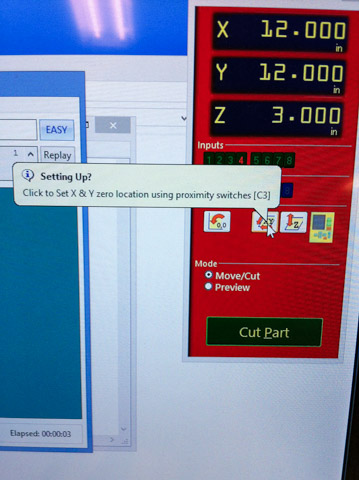 X 12.000
in
Y 12.000
in
Z 3.000
in
Inputs
1 2 3 4 5 6 7 8
EASY
1 Replay
Setting Up?
Click to Set X & Y zero location using proximity switches [C3]
0,0
XY
Z
Mode
Move/Cut
Preview
Cut Part
Elapsed: 00:00:03